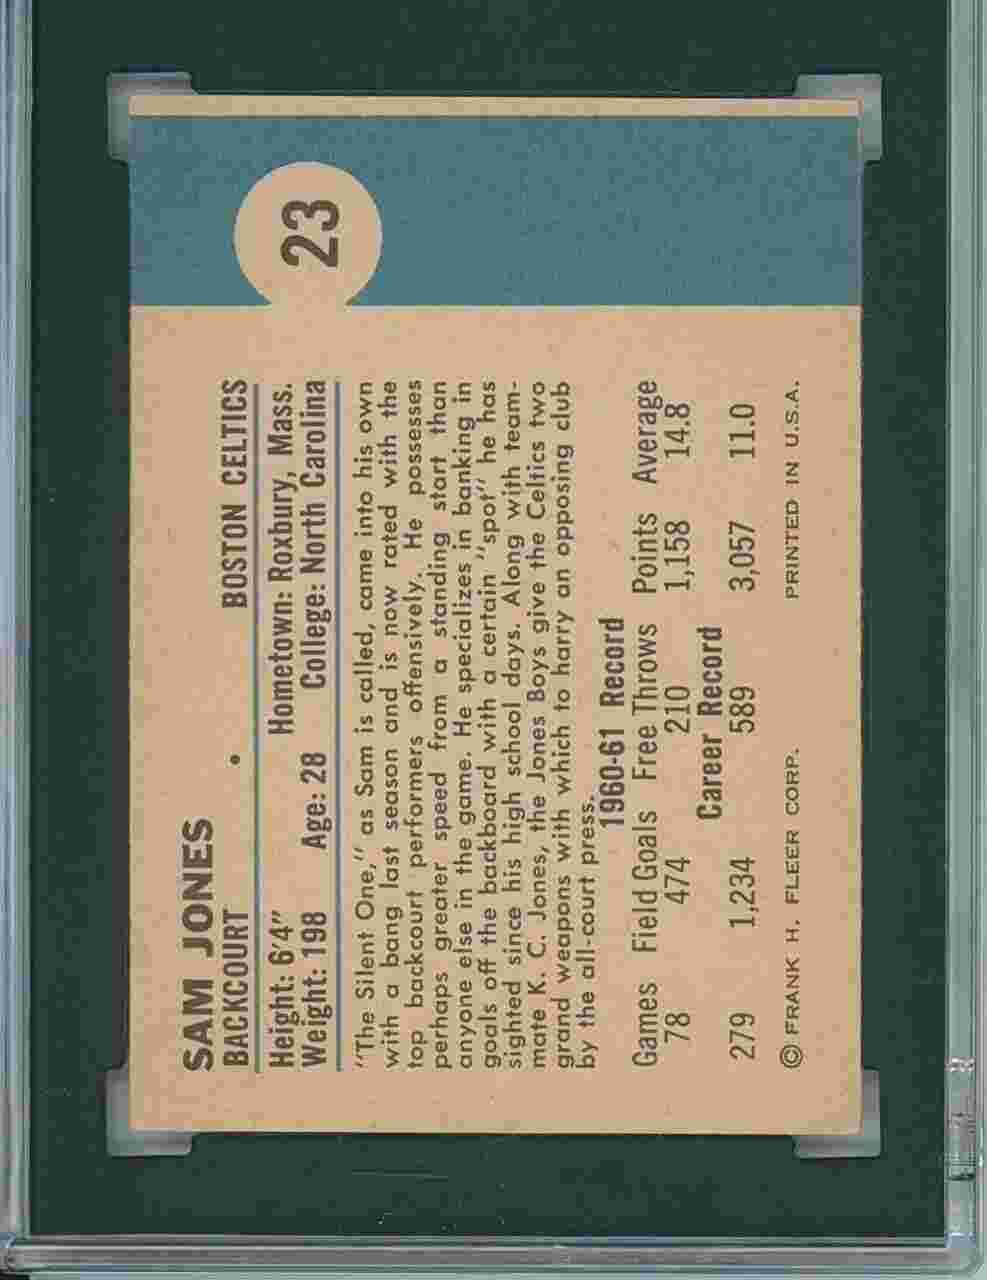 23
SAM JONES
BACKCOURT • BOSTON CELTICS
Height: 6'4" Hometown: Roxbury, Mass.
Weight: 198 Age: 28 College: North Carolina
"The Silent One," as Sam is called, came into his own
with a bang last season and is now rated with the
top backcourt performers offensively. He possesses
perhaps greater speed from a standing start than
anyone else in the game. He specializes in banking in
goals off the backboard with a certain "spot" he has
sighted since his high school days. Along with team-
mate K. C. Jones, the Jones Boys give the Celtics two
grand weapons with which to harry an opposing club
by the all-court press.
1960-61 Record
Games Field Goals Free Throws Points Average
78 474 210 1,158 14.8
Career Record
279 1,234 589 3,057 11.0
© FRANK H. FLEER CORP. PRINTED IN U.S.A.